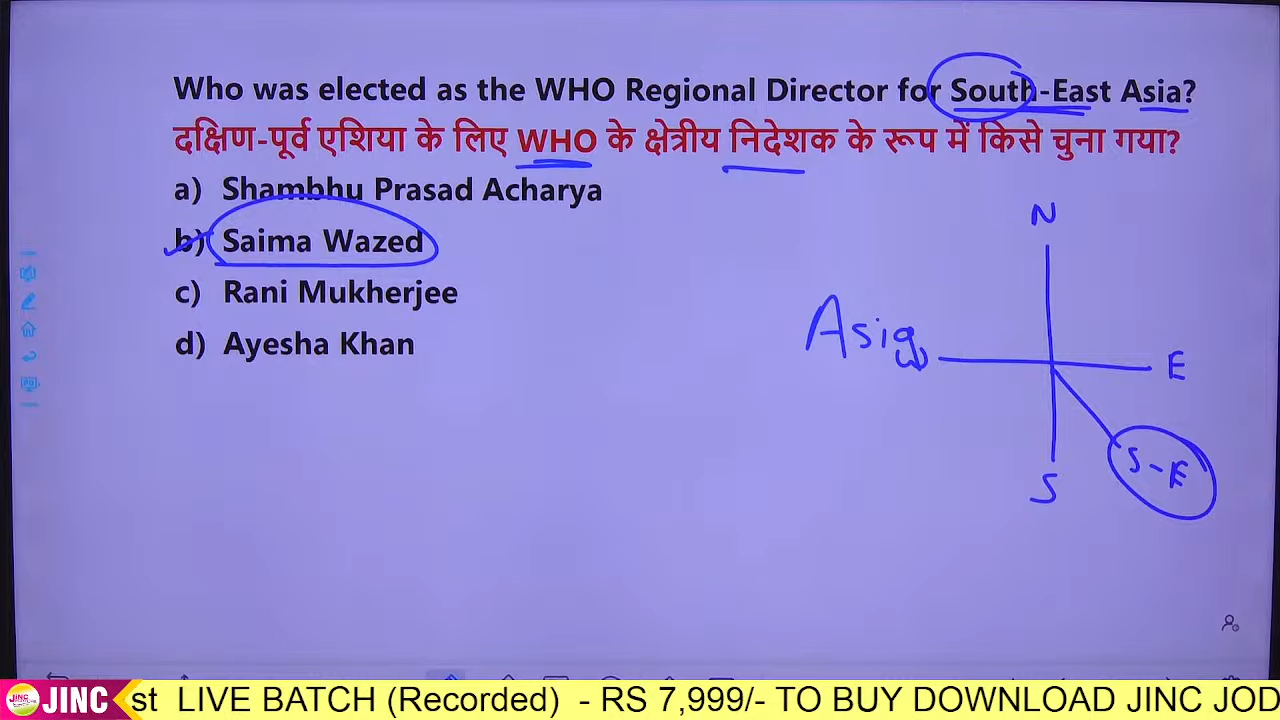 Who was elected as the WHO Regional Director for South-East Asia?
दक्षिण-पूर्व एशिया के लिए WHO के क्षेत्रीय निदेशक के रूप में किसे चुना गया?
a) Shambhu Prasad Acharya
b) Saima Wazed
c) Rani Mukherjee
d) Ayesha Khan
N
Asia
W
E
S-E
S
JINC
JINC st LIVE BATCH (Recorded) - RS 7,999/- TO BUY DOWNLOAD JINC JOD